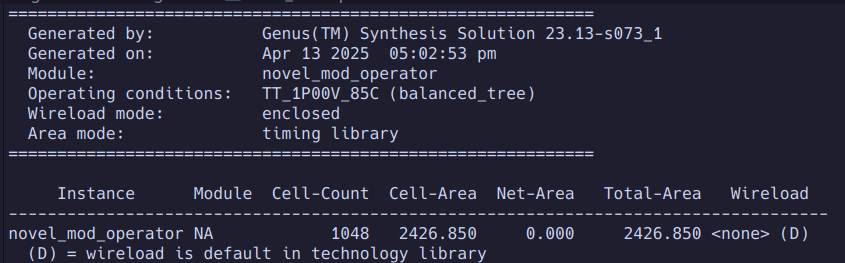 ============================================================
  Generated by:           Genus(TM) Synthesis Solution 23.13-s073_1
  Generated on:           Apr 13 2025  05:02:53 pm
  Module:                 novel_mod_operator
  Operating conditions:   TT_1P00V_85C (balanced_tree)
  Wireload mode:          enclosed
  Area mode:              timing library
============================================================
     Instance      Module  Cell-Count  Cell-Area  Net-Area   Total-Area   Wireload
------------------------------------------------------------------------------------
novel_mod_operator NA            1048   2426.850     0.000     2426.850 <none> (D)
  (D) = wireload is default in technology library